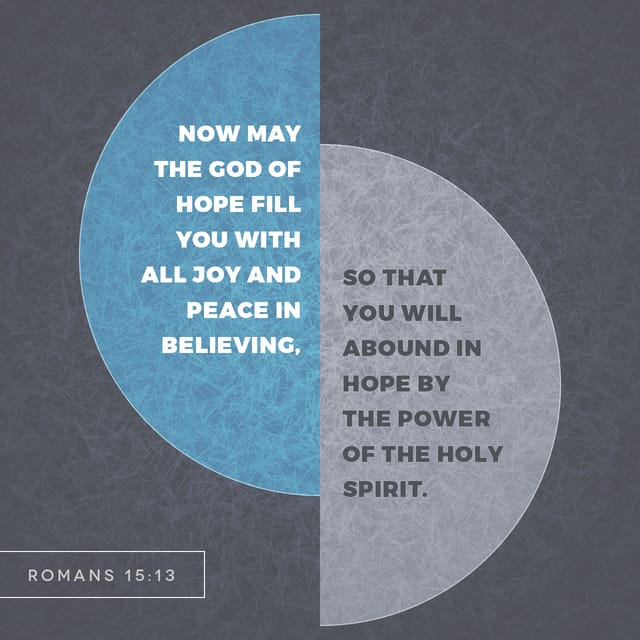 NOW MAY
THE GOD OF
HOPE FILL
YOU WITH
ALL JOY AND
PEACE IN
BELIEVING,
SO THAT
YOU WILL
ABOUND IN
HOPE BY
THE POWER
OF THE HOLY
SPIRIT.
ROMANS 15:13